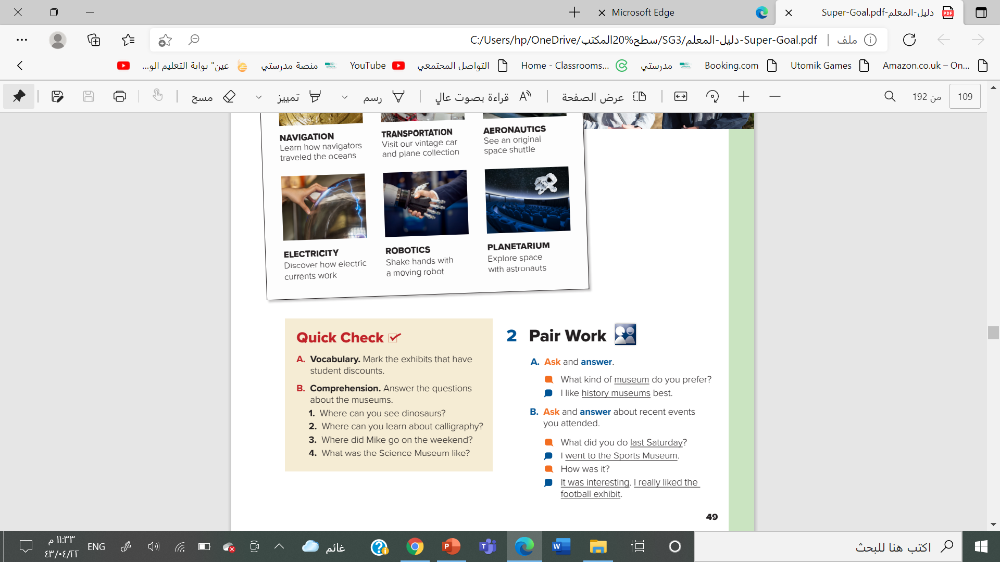 دليل-المعلم-Super-Goal.pdf
Microsoft Edge
ملف
C:/Users/hp/OneDrive/سطح%20المكتب/SG3/دليل-المعلم-Super-Goal.pdf
Amazon.co.uk – On...
Utomik Games
Booking.com
مدرستي
Home - Classrooms...
التواصل المجتمعي
YouTube
منصة مدرستي
عين" بوابة التعليم الو...
109
من 192
عرض الصفحة
قراءة بصوت عالٍ
رسم
تمييز
مسح
NAVIGATION
Learn how navigators
traveled the oceans
TRANSPORTATION
Visit our vintage car
and plane collection
AERONAUTICS
See an original
space shuttle
ELECTRICITY
Discover how electric
currents work
ROBOTICS
Shake hands with
a moving robot
PLANETARIUM
Explore space
with astronauts
Quick Check
A. Vocabulary. Mark the exhibits that have
student discounts.
B. Comprehension. Answer the questions
about the museums.
1. Where can you see dinosaurs?
2. Where can you learn about calligraphy?
3. Where did Mike go on the weekend?
4. What was the Science Museum like?
2 Pair Work
A. Ask and answer.
What kind of museum do you prefer?
I like history museums best.
B. Ask and answer about recent events
you attended.
What did you do last Saturday?
I went to the Sports Museum.
How was it?
It was interesting. I really liked the
football exhibit.
49
اكتب هنا للبحث
غائم
ENG
١١:٣٣ م
٤٣/٠٤/٢٢